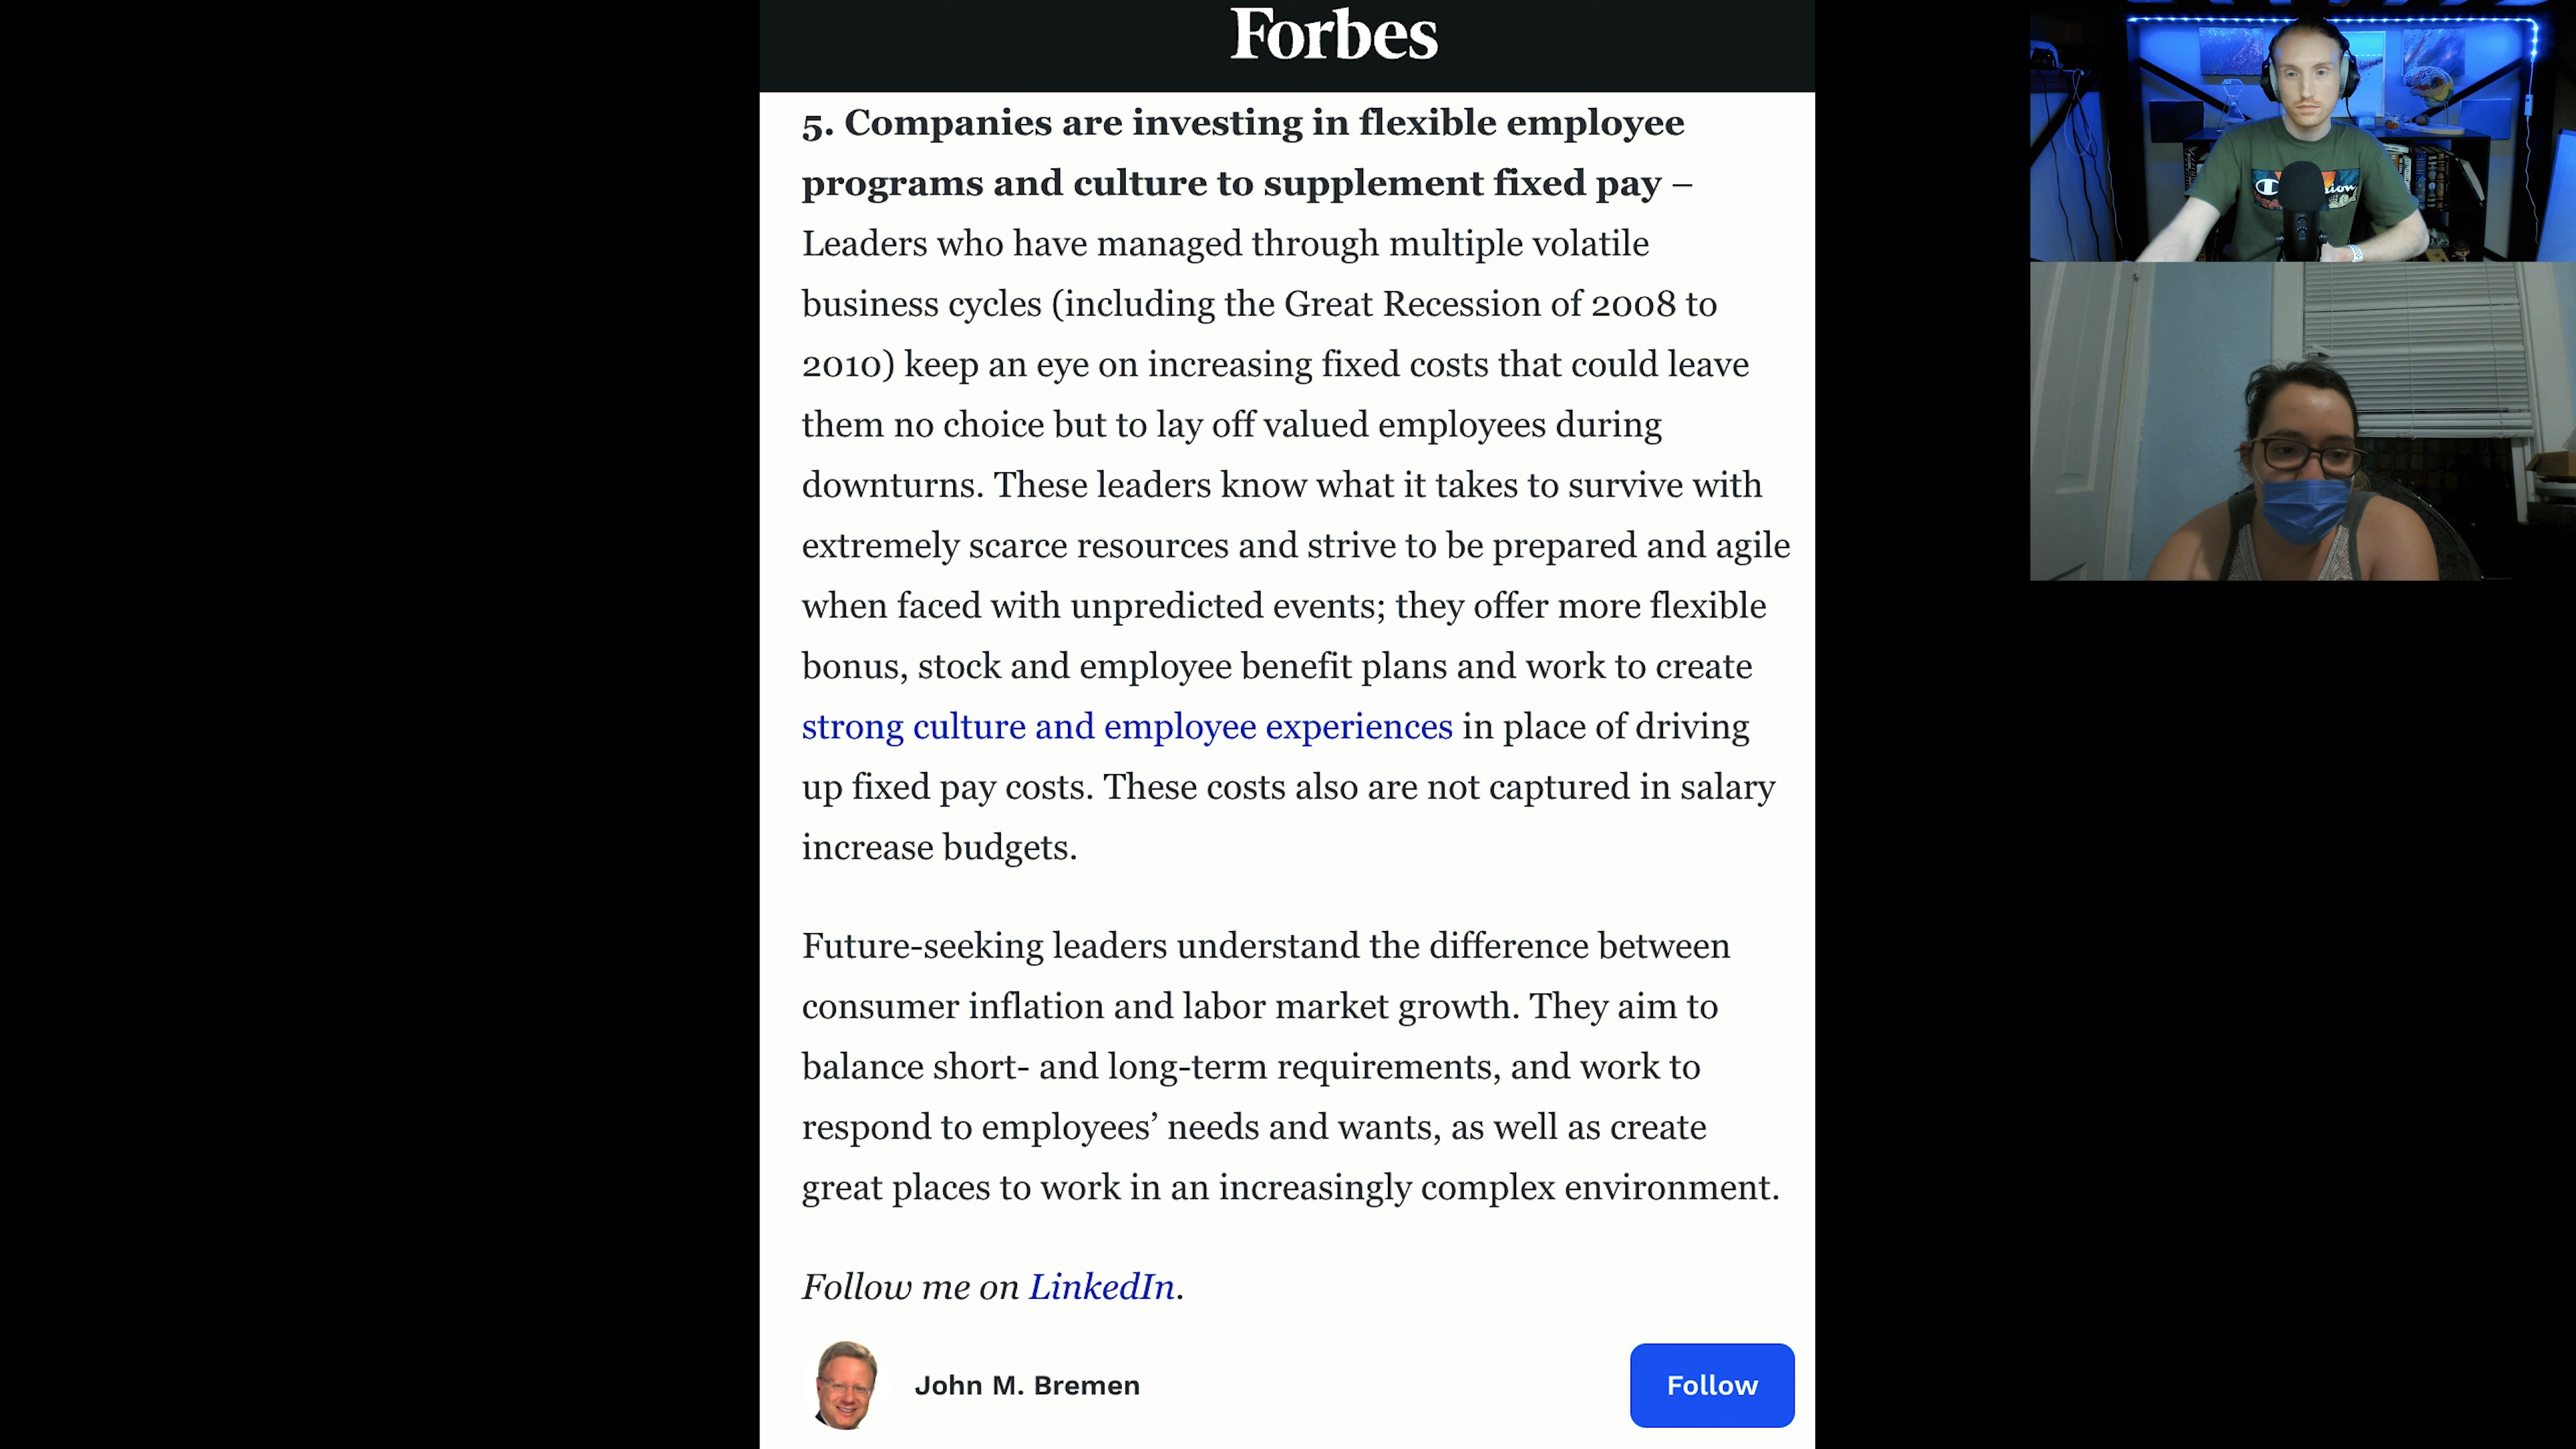 Forbes
5. Companies are investing in flexible employee
programs and culture to supplement fixed pay –
Leaders who have managed through multiple volatile
business cycles (including the Great Recession of 2008 to
2010) keep an eye on increasing fixed costs that could leave
them no choice but to lay off valued employees during
downturns. These leaders know what it takes to survive with
extremely scarce resources and strive to be prepared and agile
when faced with unpredicted events; they offer more flexible
bonus, stock and employee benefit plans and work to create
strong culture and employee experiences in place of driving
up fixed pay costs. These costs also are not captured in salary
increase budgets.
Future-seeking leaders understand the difference between
consumer inflation and labor market growth. They aim to
balance short- and long-term requirements, and work to
respond to employees’ needs and wants, as well as create
great places to work in an increasingly complex environment.
Follow me on LinkedIn.
John M. Bremen
Follow